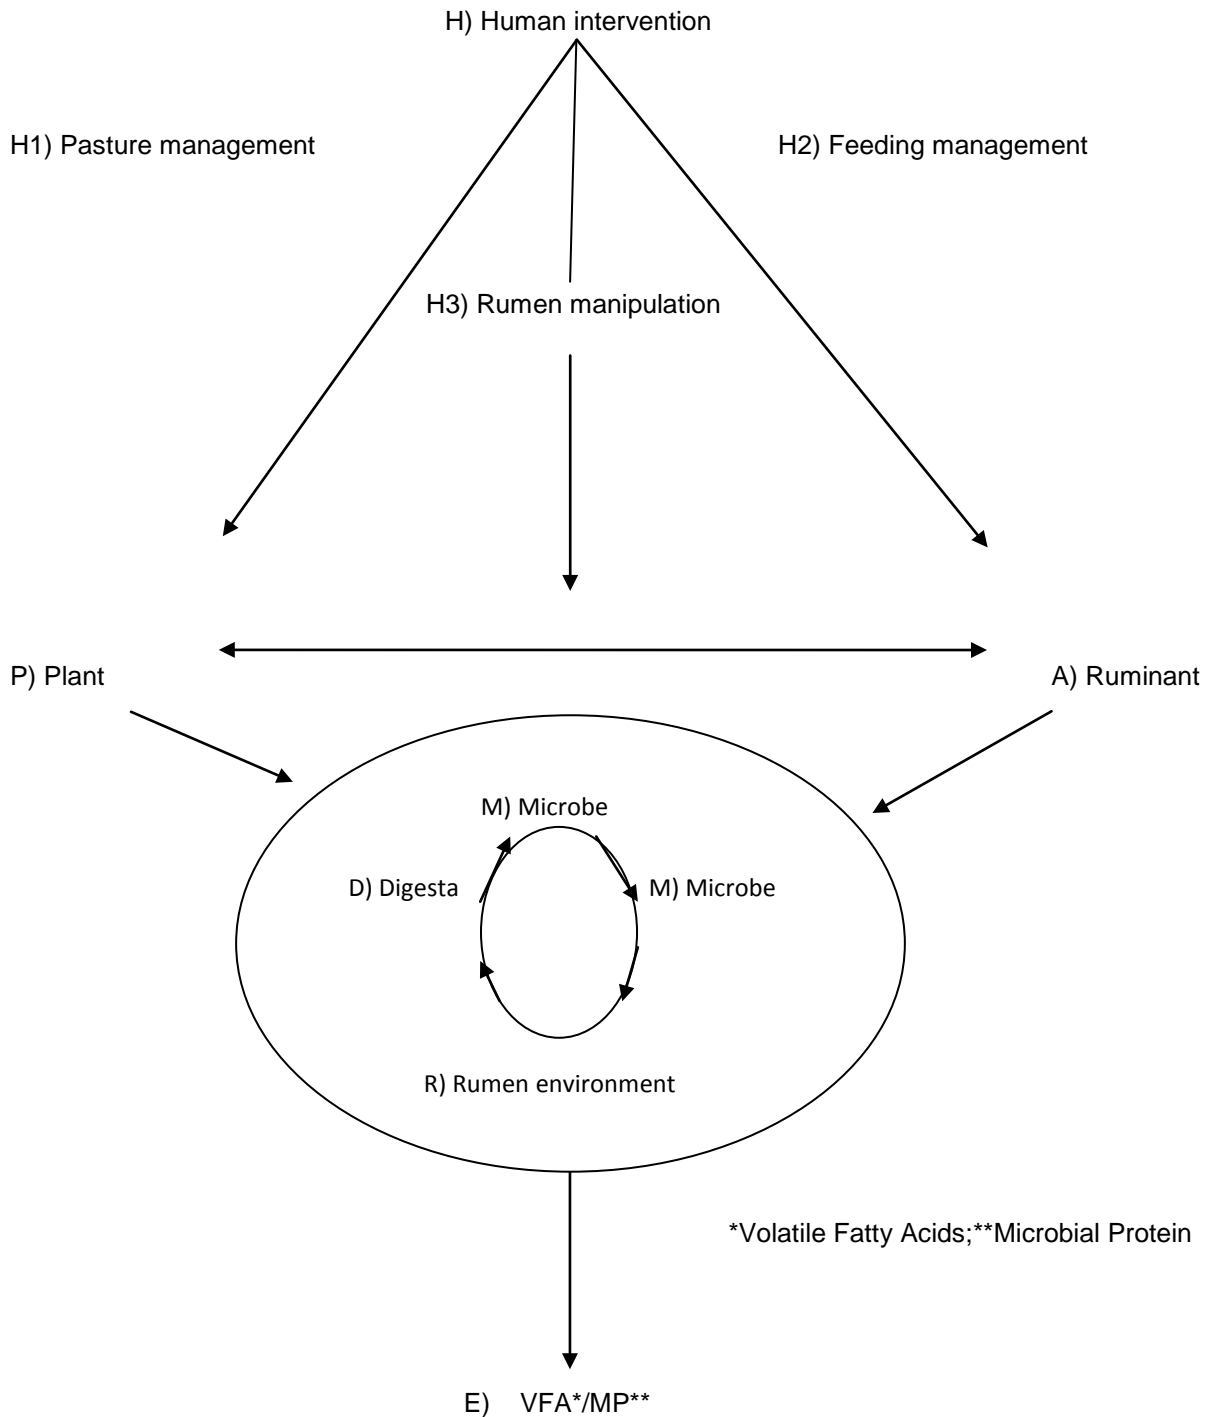 H) Human intervention
H1) Pasture management
H2) Feeding management
H3) Rumen manipulation
P) Plant
A) Ruminant
M) Microbe
D) Digesta
M) Microbe
R) Rumen environment
*Volatile Fatty Acids;**Microbial Protein
E) VFA*/MP**